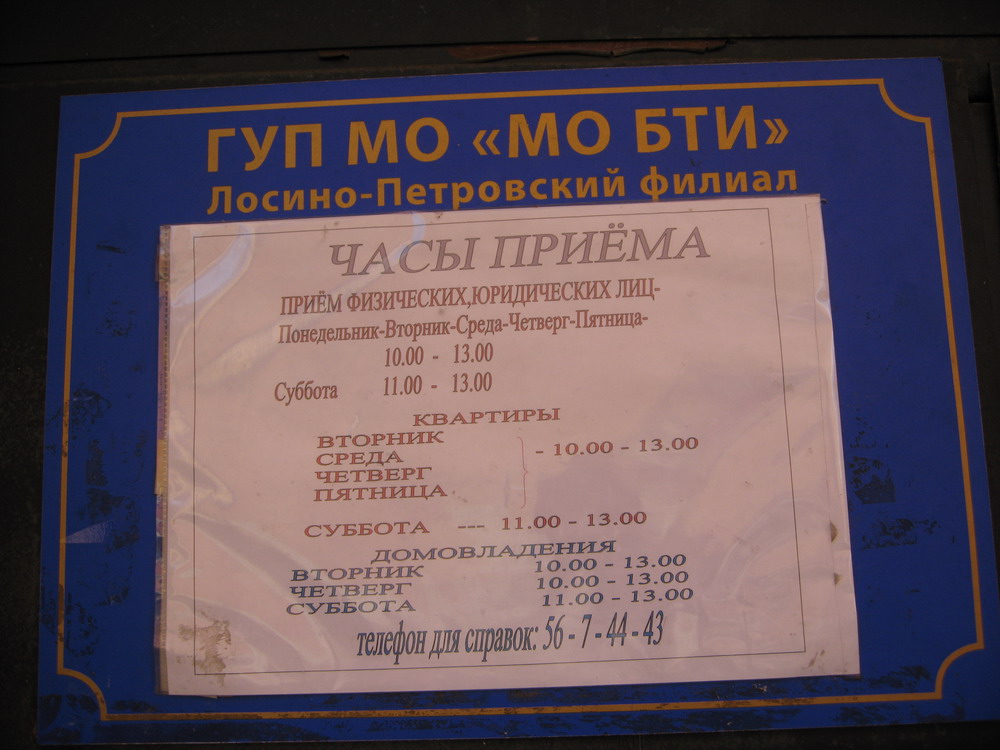 ГУП МО «МО БТИ»
Лосино-Петровский филиал
ЧАСЫ ПРИЁМА
ПРИЁМ ФИЗИЧЕСКИХ,ЮРИДИЧЕСКИХ ЛИЦ-
Понедельник-Вторник-Среда-Четверг-Пятница-
10.00 - 13.00
Суббота 11.00 - 13.00
КВАРТИРЫ
ВТОРНИК
СРЕДА - 10.00 - 13.00
ЧЕТВЕРГ
ПЯТНИЦА
СУББОТА --- 11.00 - 13.00
ДОМОВЛАДЕНИЯ
ВТОРНИК 10.00 - 13.00
ЧЕТВЕРГ 10.00 - 13.00
СУББОТА 11.00 - 13.00
телефон для справок: 56 - 7 - 44 - 43